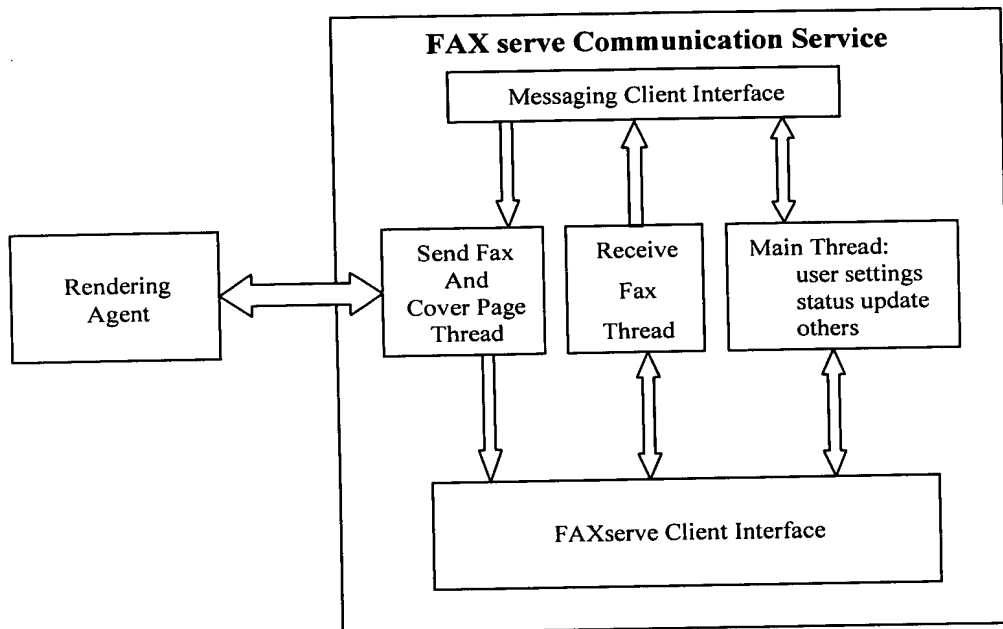 FAX serve Communication Service
Messaging Client Interface
Rendering
Agent
Send Fax
And
Cover Page
Thread
Receive
Fax
Thread
Main Thread:
user settings
status update
others
FAXserve Client Interface